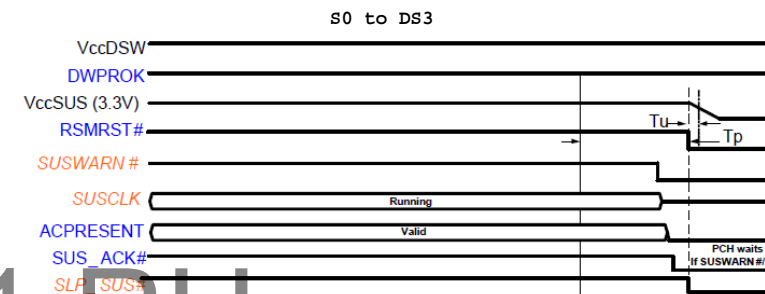 S0 to DS3
VccDSW
DWPROK
VccSUS (3.3V)
RSMRST#
Tu
Tp
SUSWARN #
SUSCLK
Running
ACPRESENT
Valid
SUS_ACK#
PCH waits
If SUSWARN#/
SLP_SUS#